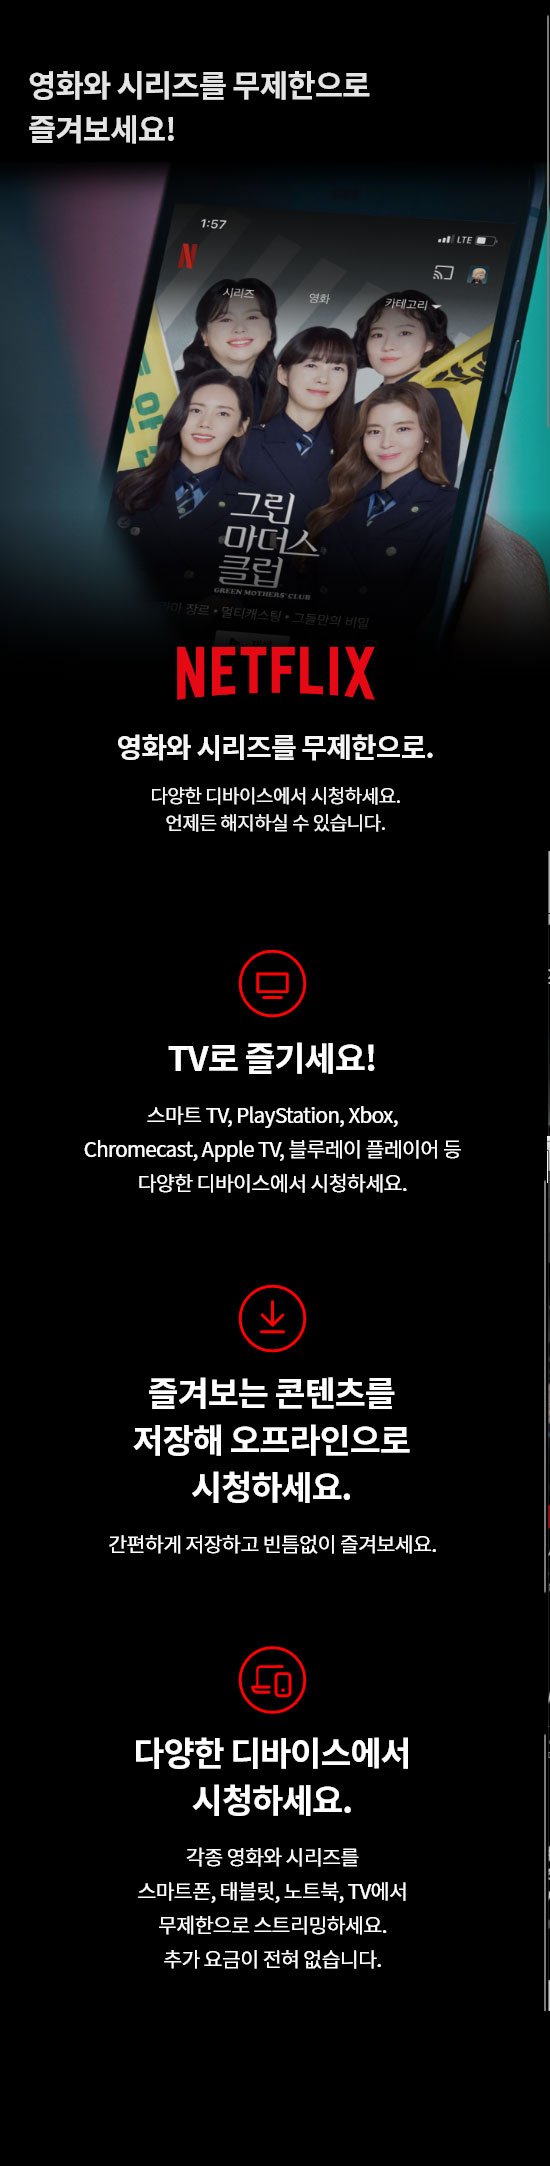 영화와 시리즈를 무제한으로
즐겨보세요!
1:57
LTE
N
시리즈
영화
카테고리
그린
마더스
클럽
GREEN MOTHERS' CLUB
장르 • 멀티캐스팅 • 그들만의 비밀
NETFLIX
영화와 시리즈를 무제한으로.
다양한 디바이스에서 시청하세요.
언제든 해지하실 수 있습니다.
TV로 즐기세요!
스마트 TV, PlayStation, Xbox,
Chromecast, Apple TV, 블루레이 플레이어 등
다양한 디바이스에서 시청하세요.
즐겨보는 콘텐츠를
저장해 오프라인으로
시청하세요.
간편하게 저장하고 빈틈없이 즐겨보세요.
다양한 디바이스에서
시청하세요.
각종 영화와 시리즈를
스마트폰, 태블릿, 노트북, TV에서
무제한으로 스트리밍하세요.
추가 요금이 전혀 없습니다.